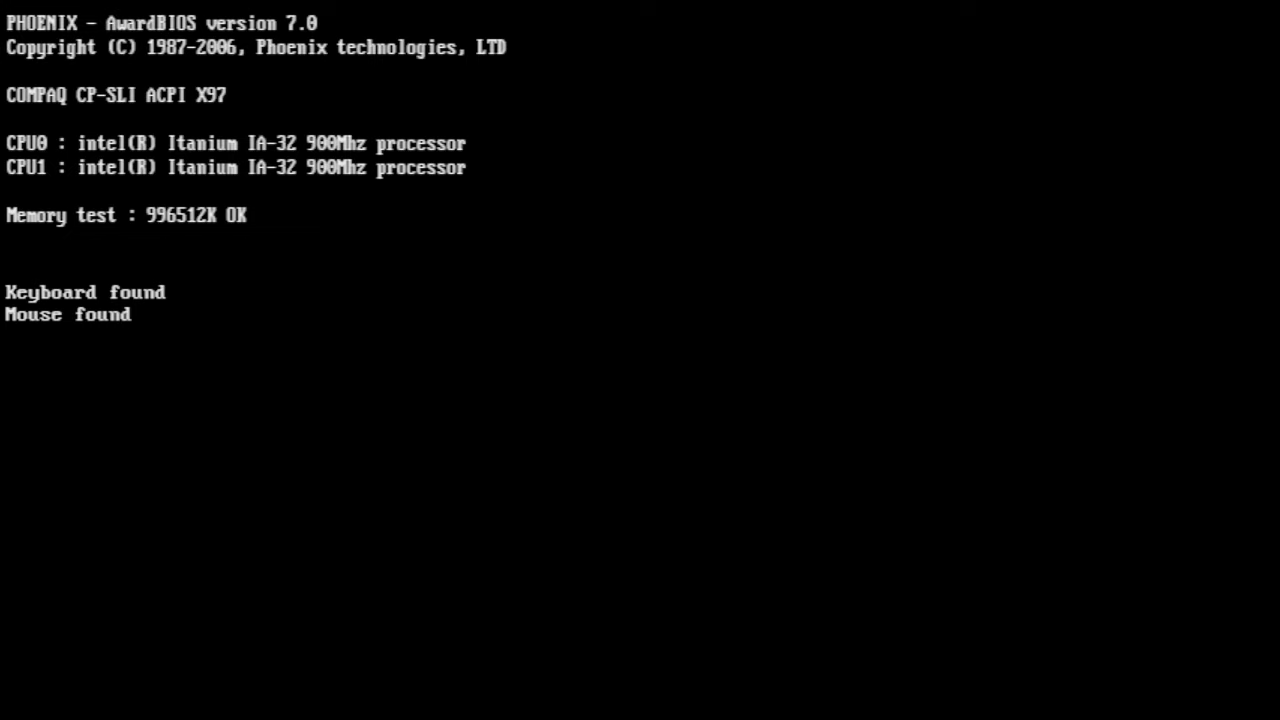 PHOENIX - AwardBIOS version 7.0
Copyright (C) 1987-2006, Phoenix technologies, LTD
COMPAQ CP-SLI ACPI X97
CPU0 : intel(R) Itanium IA-32 900Mhz processor
CPU1 : intel(R) Itanium IA-32 900Mhz processor
Memory test : 996512K OK
Keyboard found
Mouse found